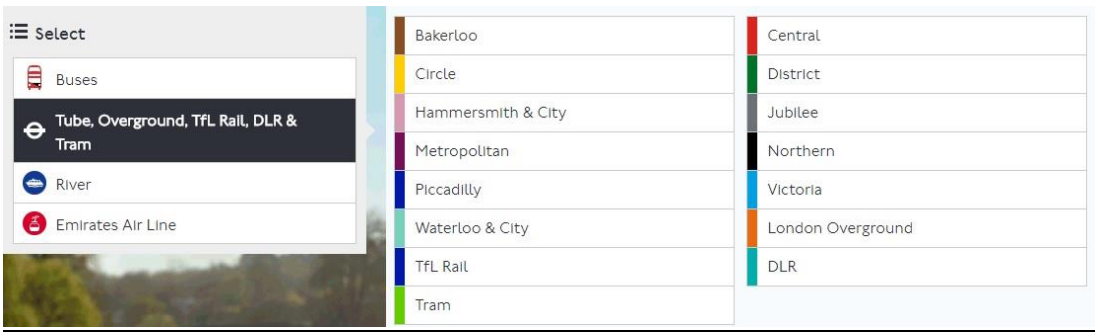 Select
Buses
Tube, Overground, TfL Rail, DLR &
Tram
River
Emirates Air Line
Bakerloo
Circle
Hammersmith & City
Metropolitan
Piccadilly
Waterloo & City
TfL Rail
Tram
Central
District
Jubilee
Northern
Victoria
London Overground
DLR